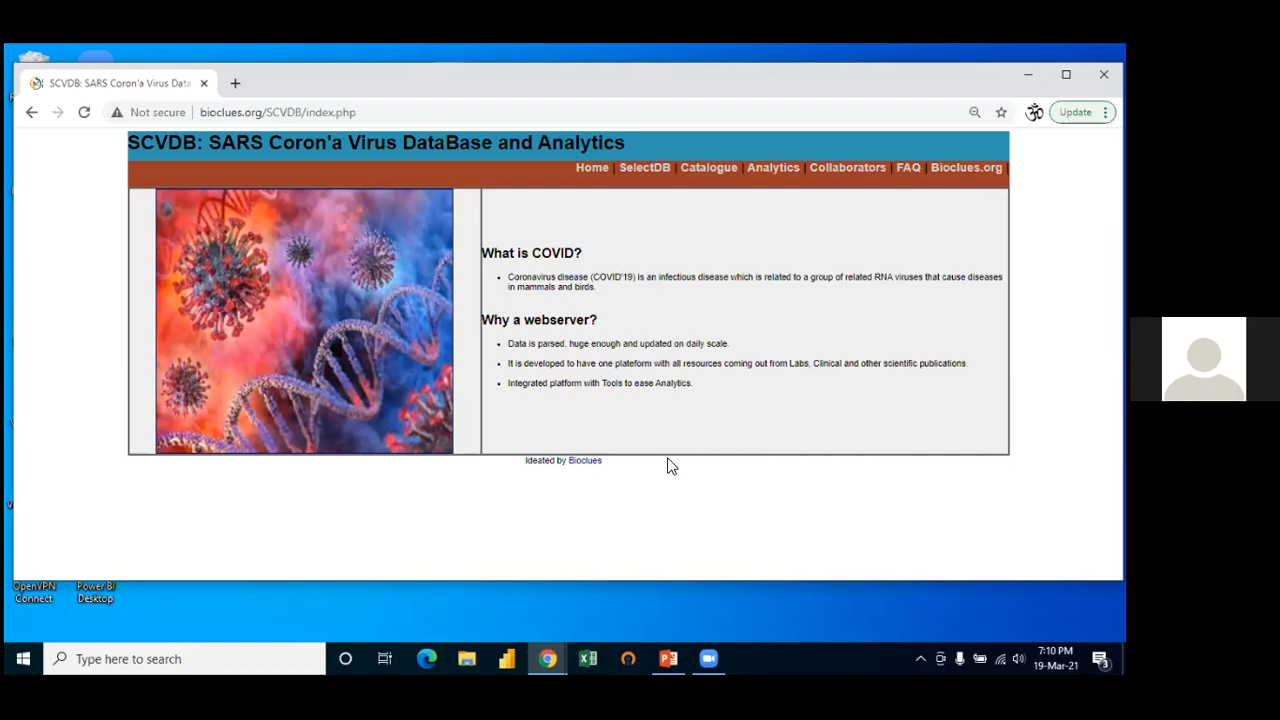 SCVDB: SARS Coron'a Virus Data
Not secure
bioclues.org/SCVDB/index.php
Update
SCVDB: SARS Coron'a Virus DataBase and Analytics
Home | SelectDB | Catalogue | Analytics | Collaborators | FAQ | Bioclues.org |
What is COVID?
Coronavirus disease (COVID'19) is an infectious disease which is related to a group of related RNA viruses that cause diseases
in mammals and birds.
Why a webserver?
Data is parsed, huge enough and updated on daily scale.
It is developed to have one plateform with all resources coming out from Labs, Clinical and other scientific publications.
Integrated platform with Tools to ease Analytics.
Ideated by Bioclues
OpenVPN
Connect
Power BI
Desktop
Type here to search
7:10 PM
19-Mar-21
3